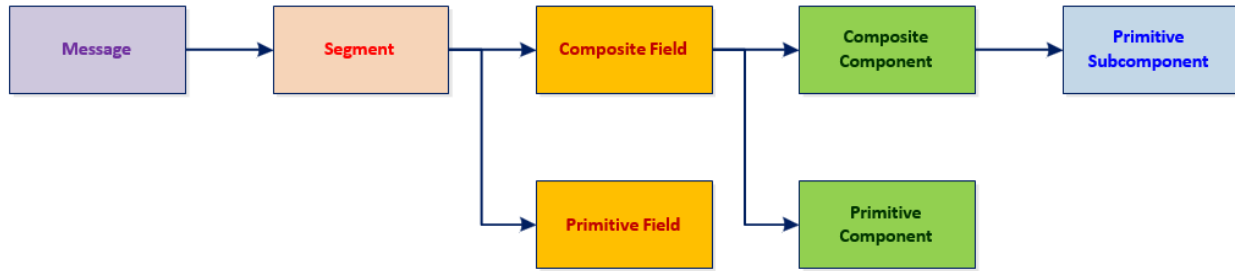 Message
Segment
Composite Field
Composite
Component
Primitive
Subcomponent
Primitive Field
Primitive
Component